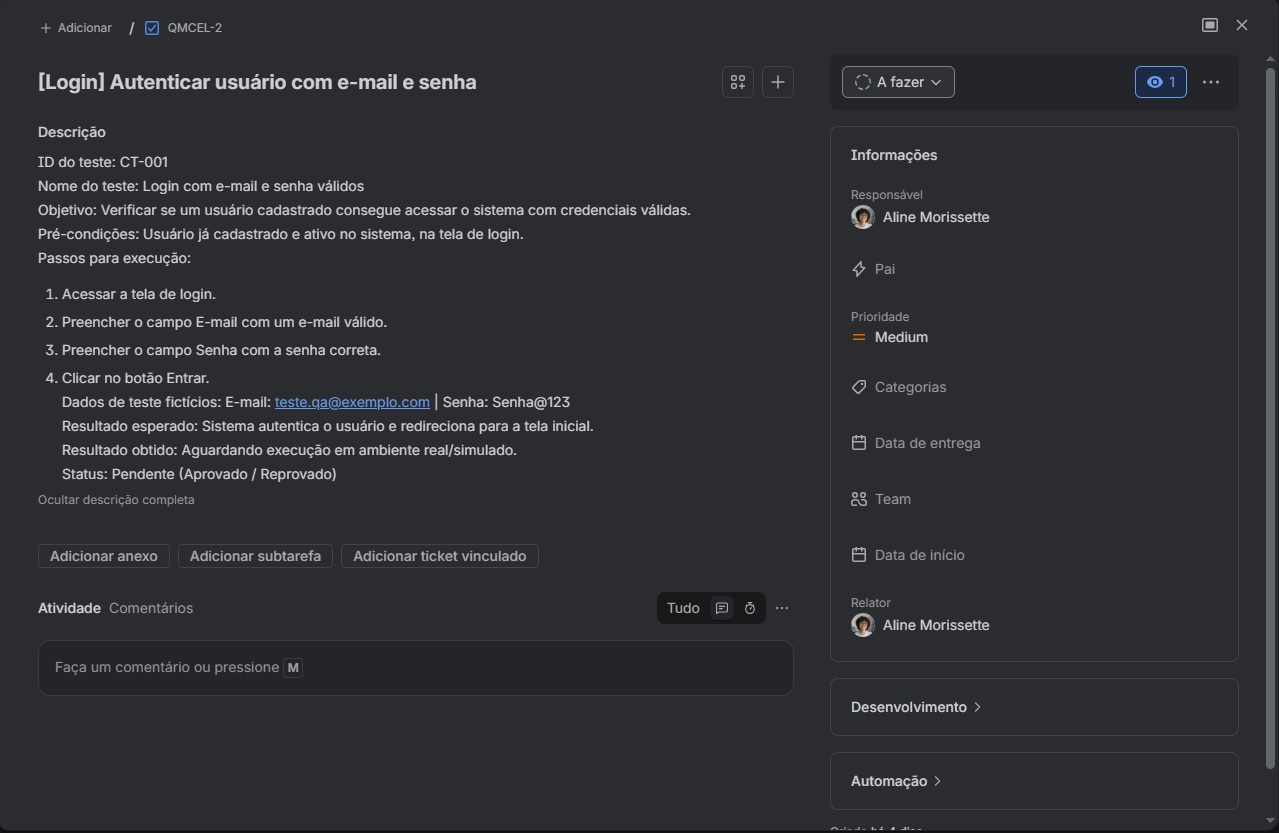 Adicionar / QMCEL-2
[Login] Autenticar usuário com e-mail e senha
Descrição
ID do teste: CT-001
Nome do teste: Login com e-mail e senha válidos
Objetivo: Verificar se um usuário cadastrado consegue acessar o sistema com credenciais válidas.
Pré-condições: Usuário já cadastrado e ativo no sistema, na tela de login.
Passos para execução:
1. Acessar a tela de login.
2. Preencher o campo E-mail com um e-mail válido.
3. Preencher o campo Senha com a senha correta.
4. Clicar no botão Entrar.
Dados de teste fictícios: E-mail: teste.qa@exemplo.com | Senha: Senha@123
Resultado esperado: Sistema autentica o usuário e redireciona para a tela inicial.
Resultado obtido: Aguardando execução em ambiente real/simulado.
Status: Pendente (Aprovado / Reprovado)
Ocultar descrição completa
Adicionar anexo Adicionar subtarefa Adicionar ticket vinculado
Atividade Comentários Tudo
Faça um comentário ou pressione M
A fazer 1
Informações
Responsável
Aline Morissette
Pai
Prioridade
Medium
Categorias
Data de entrega
Team
Data de início
Relator
Aline Morissette
Desenvolvimento
Automação
Criado há 4 dias